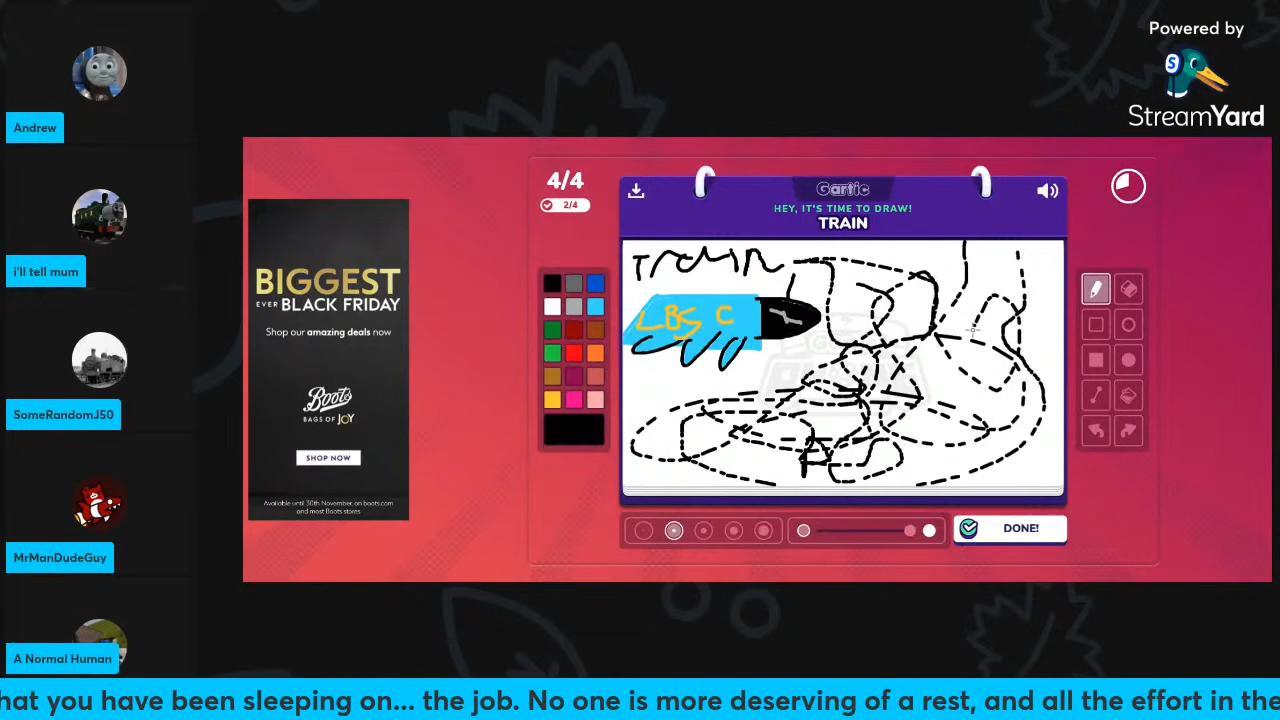 Powered by
StreamYard
Andrew
i'll tell mum
SomeRandomJ50
MrManDudeGuy
A Normal Human
BIGGEST
EVER BLACK FRIDAY
Shop our amazing deals now
Boots
BAGS OF JOY
SHOP NOW
Available until 30th November, on boots.com
and most Boots stores
4/4
2/4
Gartic
HEY, IT'S TIME TO DRAW!
TRAIN
Train
LBSC
DONE!
hat you have been sleeping on... the job. No one is more deserving of a rest, and all the effort in the